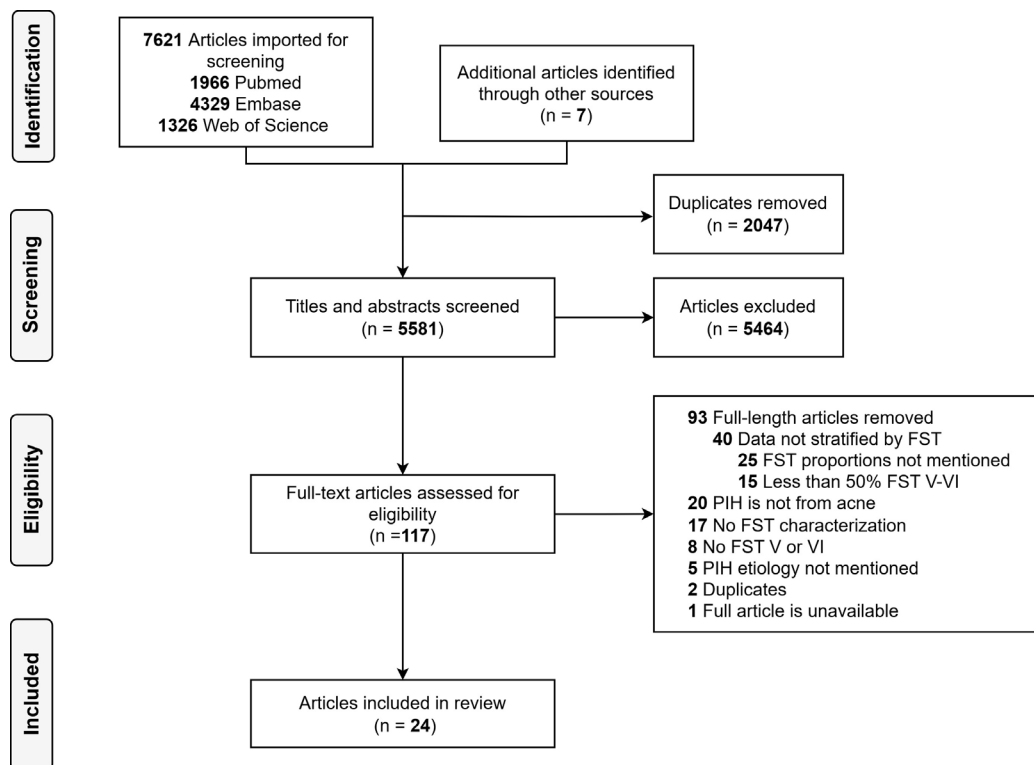 Identification
7621 Articles imported for
screening
1966 Pubmed
4329 Embase
1326 Web of Science
Additional articles identified
through other sources
(n = 7)
Screening
Duplicates removed
(n = 2047)
Titles and abstracts screened
(n = 5581)
Articles excluded
(n = 5464)
Eligibility
Full-text articles assessed for
eligibility
(n =117)
93 Full-length articles removed
40 Data not stratified by FST
25 FST proportions not mentioned
15 Less than 50% FST V-VI
20 PIH is not from acne
17 No FST characterization
8 No FST V or VI
5 PIH etiology not mentioned
2 Duplicates
1 Full article is unavailable
Included
Articles included in review
(n = 24)